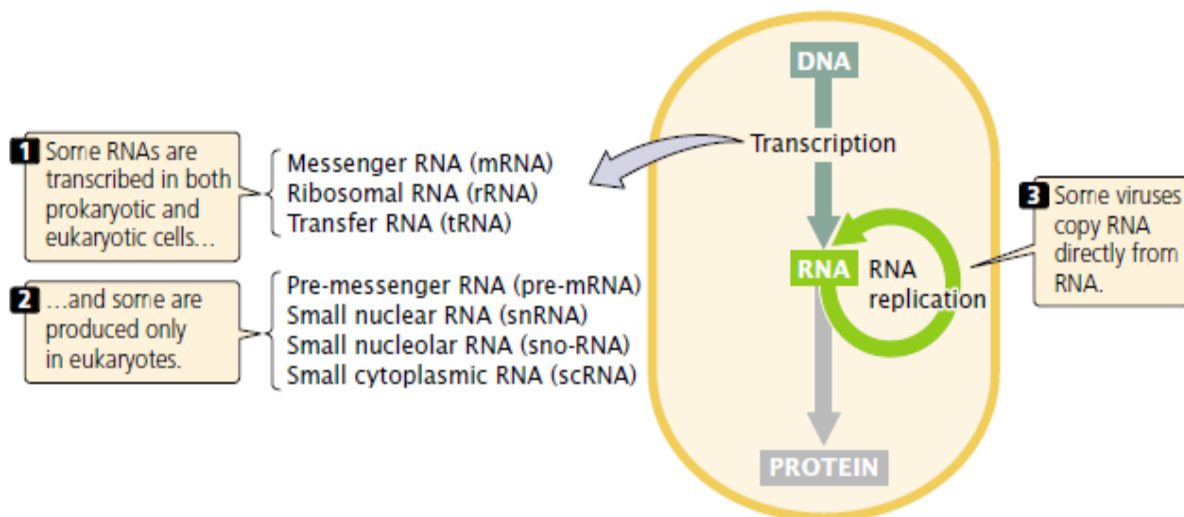 1 Some RNAs are
transcribed in both
prokaryotic and
eukaryotic cells…
Messenger RNA (mRNA)
Ribosomal RNA (rRNA)
Transfer RNA (tRNA)
2 …and some are
produced only
in eukaryotes.
Pre-messenger RNA (pre-mRNA)
Small nuclear RNA (snRNA)
Small nucleolar RNA (sno-RNA)
Small cytoplasmic RNA (scRNA)
DNA
Transcription
RNA
RNA
replication
PROTEIN
3 Some viruses
copy RNA
directly from
RNA.